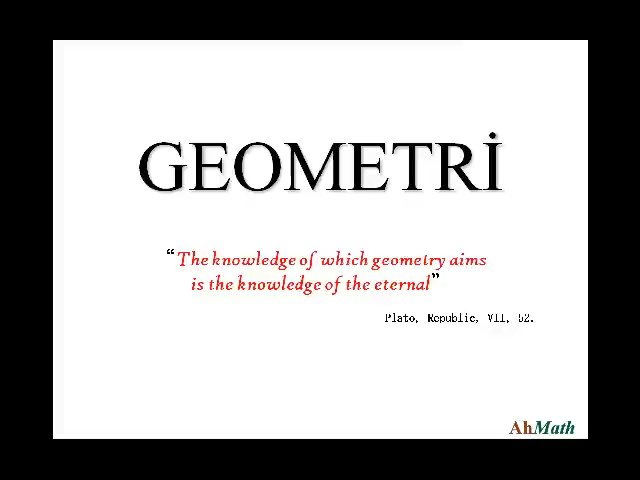 GEOMETRİ
“The knowledge of which geometry aims
is the knowledge of the eternal”
Plato, Republic, VII, 52.
AhMath